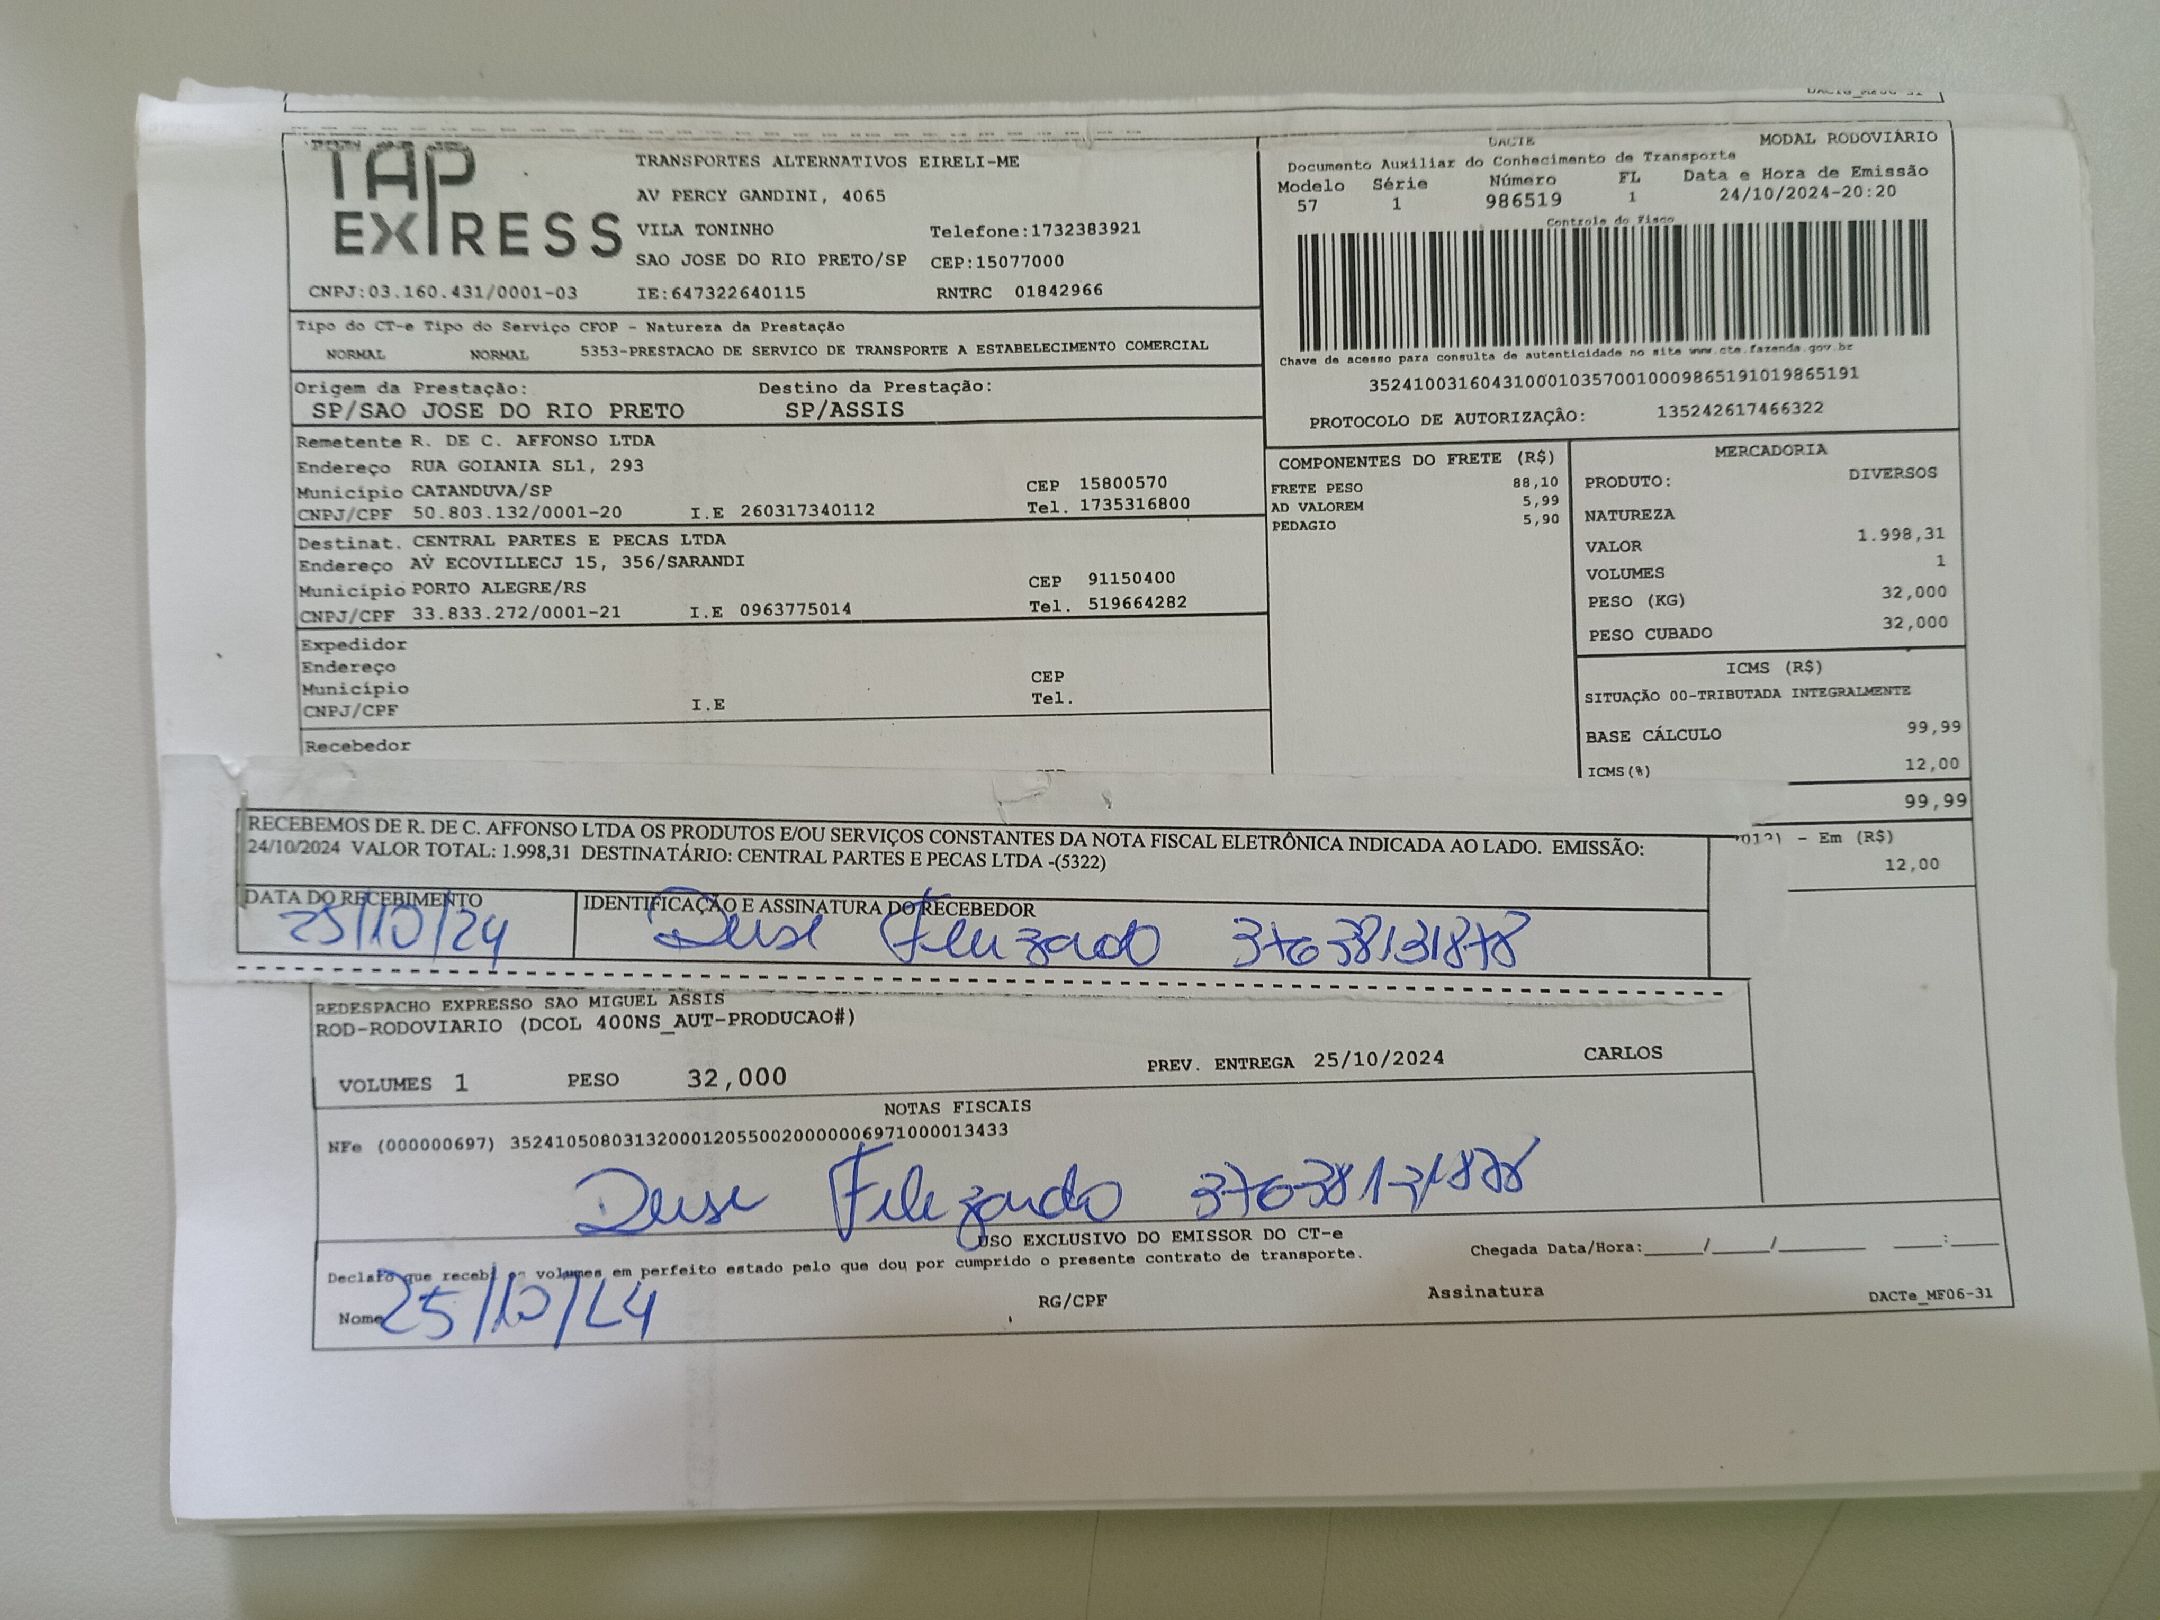 TAP EXPRESS
TRANSPORTES ALTERNATIVOS EIRELI-ME
AV PERCY GANDINI, 4065
VILA TONINHO Telefone:1732383921
SAO JOSE DO RIO PRETO/SP CEP:15077000
CNPJ:03.160.431/0001-03 IE:647322640115 RNTRC 01842966
DACTE MODAL RODOVIÁRIO
Documento Auxiliar do Conhecimento de Transporte
Modelo Série Número FL Data e Hora de Emissão
57 1 986519 1 24/10/2024-20:20
Controle do Fisco
Chave de acesso para consulta de autenticidade no site www.cte.fazenda.gov.br
35241003160431000103570010009865191019865191
PROTOCOLO DE AUTORIZAÇÂO: 135242617466322
Tipo do CT-e Tipo do Serviço CFOP - Natureza da Prestação
NORMAL NORMAL 5353-PRESTACAO DE SERVICO DE TRANSPORTE A ESTABELECIMENTO COMERCIAL
Origem da Prestação: Destino da Prestação:
SP/SAO JOSE DO RIO PRETO SP/ASSIS
Remetente R. DE C. AFFONSO LTDA
Endereço RUA GOIANIA SL1, 293
Município CATANDUVA/SP CEP 15800570
CNPJ/CPF 50.803.132/0001-20 I.E 260317340112 Tel. 1735316800
Destinat. CENTRAL PARTES E PECAS LTDA
Endereço AV ECOVILLECJ 15, 356/SARANDI
Município PORTO ALEGRE/RS CEP 91150400
CNPJ/CPF 33.833.272/0001-21 I.E 0963775014 Tel. 519664282
Expedidor
Endereço
Município CEP
CNPJ/CPF I.E Tel.
Recebedor
COMPONENTES DO FRETE (R$)
FRETE PESO 88,10
AD VALOREM 5,99
PEDAGIO 5,90
MERCADORIA
PRODUTO: DIVERSOS
NATUREZA
VALOR 1.998,31
VOLUMES 1
PESO (KG) 32,000
PESO CUBADO 32,000
ICMS (R$)
SITUAÇÃO 00-TRIBUTADA INTEGRALMENTE
BASE CÁLCULO 99,99
ICMS(%) 12,00
99,99
- Em (R$)
12,00
RECEBEMOS DE R. DE C. AFFONSO LTDA OS PRODUTOS E/OU SERVIÇOS CONSTANTES DA NOTA FISCAL ELETRÔNICA INDICADA AO LADO. EMISSÃO:
24/10/2024 VALOR TOTAL: 1.998,31 DESTINATÁRIO: CENTRAL PARTES E PECAS LTDA -(5322)
DATA DO RECEBIMENTO IDENTIFICAÇÃO E ASSINATURA DO RECEBEDOR
25/10/24 Deise Felizardo 37638131878
REDESPACHO EXPRESSO SAO MIGUEL ASSIS
ROD-RODOVIARIO (DCOL 400NS_AUT-PRODUCAO#)
VOLUMES 1 PESO 32,000 PREV. ENTREGA 25/10/2024 CARLOS
NOTAS FISCAIS
NFe (000000697) 35241050803132000120550020000006971000013433
Deise Felizardo 37638131878
USO EXCLUSIVO DO EMISSOR DO CT-e
Declaro que recebi os volumes em perfeito estado pelo que dou por cumprido o presente contrato de transporte. Chegada Data/Hora:_____/_____/________ ____:____
Nome 25/10/24 RG/CPF Assinatura DACTe_MF06-31